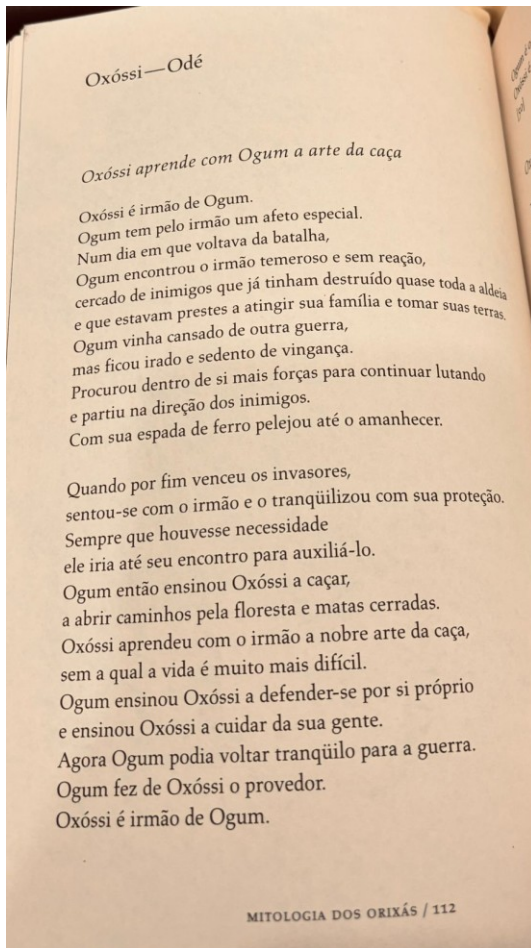 Oxóssi—Odé
Oxóssi aprende com Ogum a arte da caça
Oxóssi é irmão de Ogum.
Ogum tem pelo irmão um afeto especial.
Num dia em que voltava da batalha,
Ogum encontrou o irmão temeroso e sem reação,
cercado de inimigos que já tinham destruído quase toda a aldeia
e que estavam prestes a atingir sua família e tomar suas terras.
Ogum vinha cansado de outra guerra,
mas ficou irado e sedento de vingança.
Procurou dentro de si mais forças para continuar lutando
e partiu na direção dos inimigos.
Com sua espada de ferro pelejou até o amanhecer.
Quando por fim venceu os invasores,
sentou-se com o irmão e o tranqüilizou com sua proteção.
Sempre que houvesse necessidade
ele iria até seu encontro para auxiliá-lo.
Ogum então ensinou Oxóssi a caçar,
a abrir caminhos pela floresta e matas cerradas.
Oxóssi aprendeu com o irmão a nobre arte da caça,
sem a qual a vida é muito mais difícil.
Ogum ensinou Oxóssi a defender-se por si próprio
e ensinou Oxóssi a cuidar da sua gente.
Agora Ogum podia voltar tranqüilo para a guerra.
Ogum fez de Oxóssi o provedor.
Oxóssi é irmão de Ogum.
MITOLOGIA DOS ORIXÁS / 112